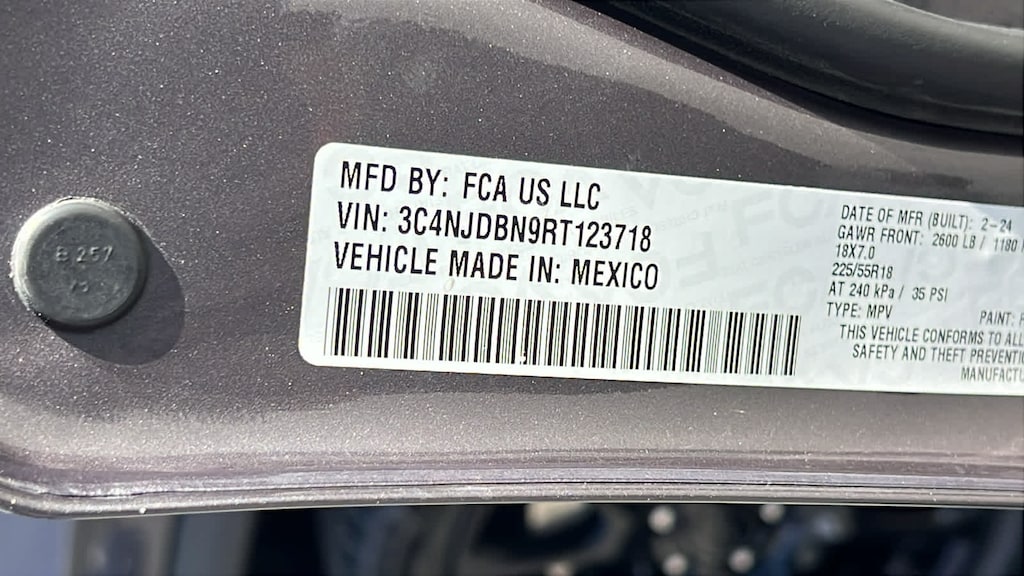 B 257
MFD BY: FCA US LLC
VIN: 3C4NJDBN9RT123718
VEHICLE MADE IN: MEXICO
DATE OF MFR (BUILT): 2-24
GAWR FRONT: 2600 LB / 1180
18X7.0
225/55R18
AT 240 kPa / 35 PSI
TYPE: MPV
PAINT:
THIS VEHICLE CONFORMS TO ALL
SAFETY AND THEFT